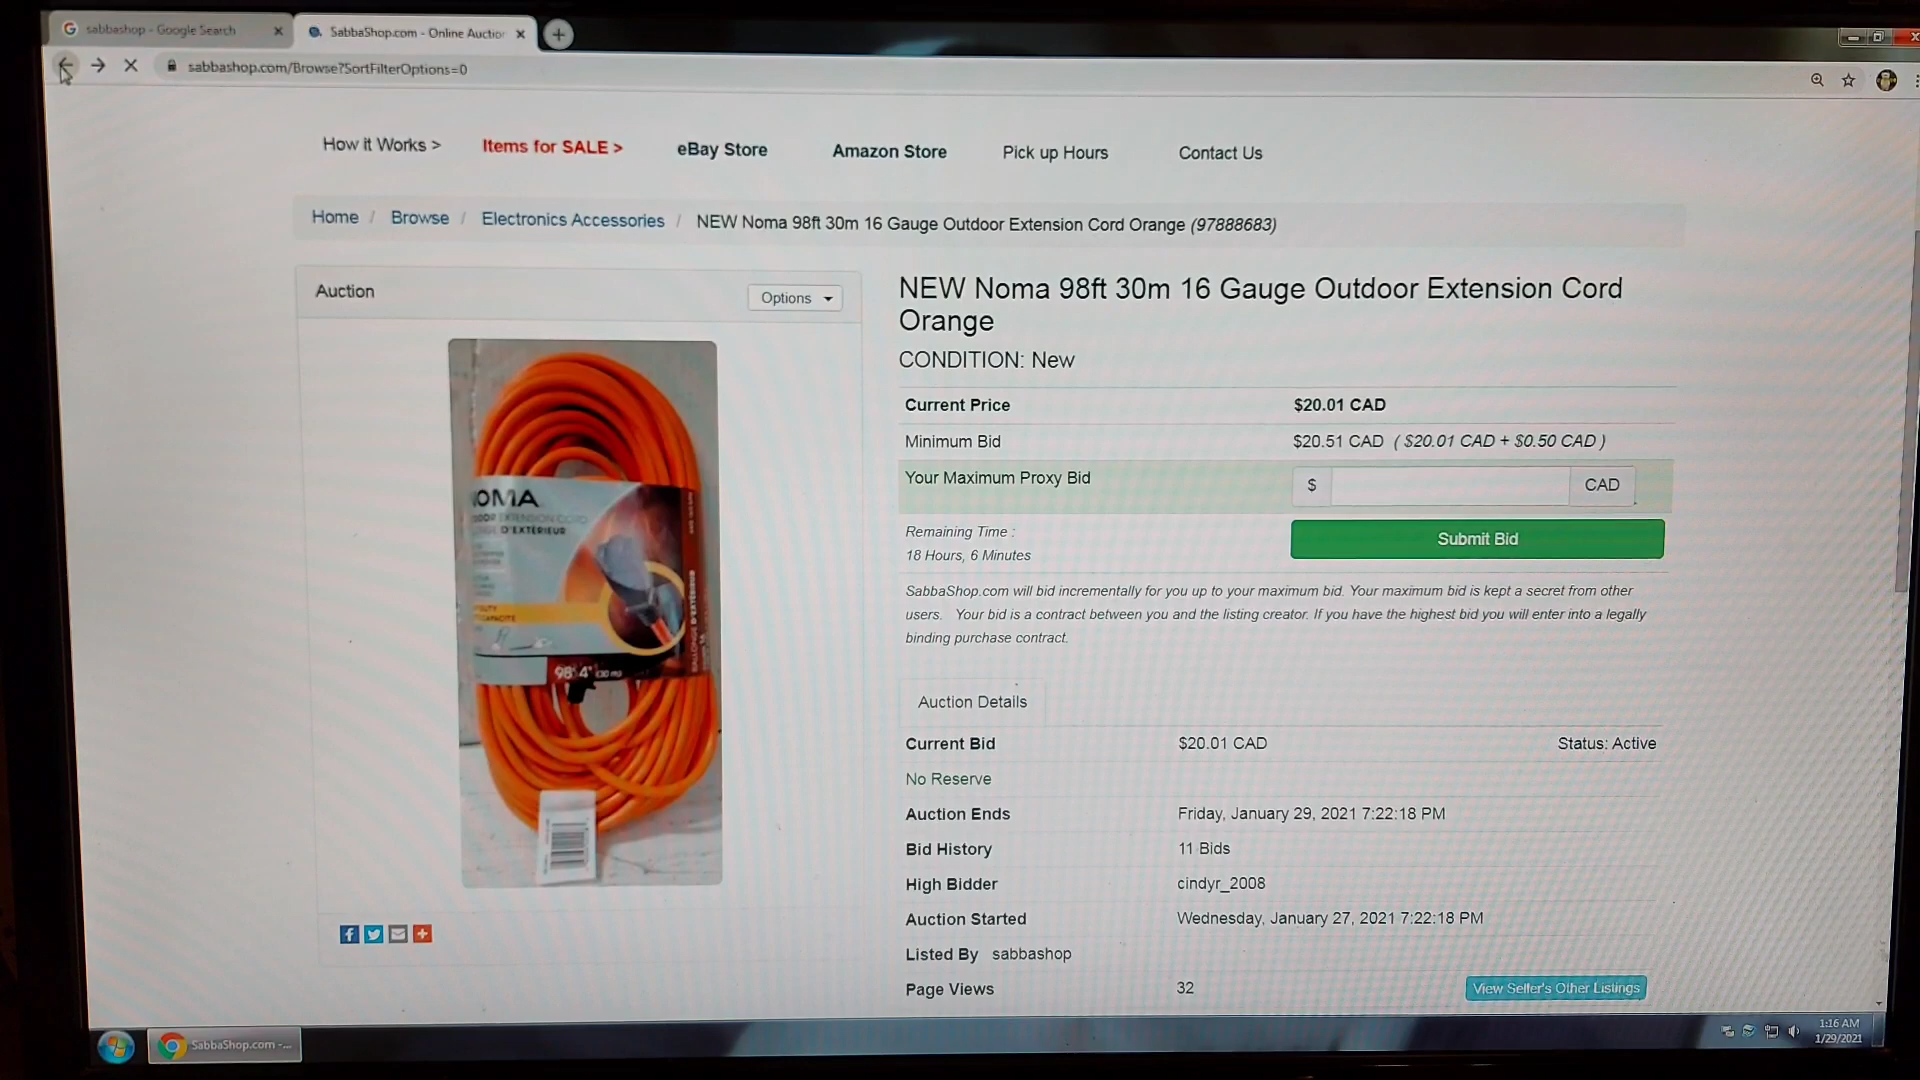 sabbashop - Google Search
SabbaShop.com - Online Auction
sabbashop.com/Browse?SortFilterOptions=0
How it Works >
Items for SALE >
eBay Store
Amazon Store
Pick up Hours
Contact Us
Home / Browse / Electronics Accessories / NEW Noma 98ft 30m 16 Gauge Outdoor Extension Cord Orange (97888683)
Auction
Options
NOMA
EXTENSION CORD
D'EXTÉRIEUR
98' 4" (30 m)
NEW Noma 98ft 30m 16 Gauge Outdoor Extension Cord
Orange
CONDITION: New
Current Price $20.01 CAD
Minimum Bid $20.51 CAD ( $20.01 CAD + $0.50 CAD )
Your Maximum Proxy Bid $ CAD
Remaining Time :
18 Hours, 6 Minutes
Submit Bid
SabbaShop.com will bid incrementally for you up to your maximum bid. Your maximum bid is kept a secret from other
users. Your bid is a contract between you and the listing creator. If you have the highest bid you will enter into a legally
binding purchase contract.
Auction Details
Current Bid $20.01 CAD Status: Active
No Reserve
Auction Ends Friday, January 29, 2021 7:22:18 PM
Bid History 11 Bids
High Bidder cindyr_2008
Auction Started Wednesday, January 27, 2021 7:22:18 PM
Listed By sabbashop
Page Views 32
View Seller's Other Listings
SabbaShop.com -...
1:16 AM
1/29/2021